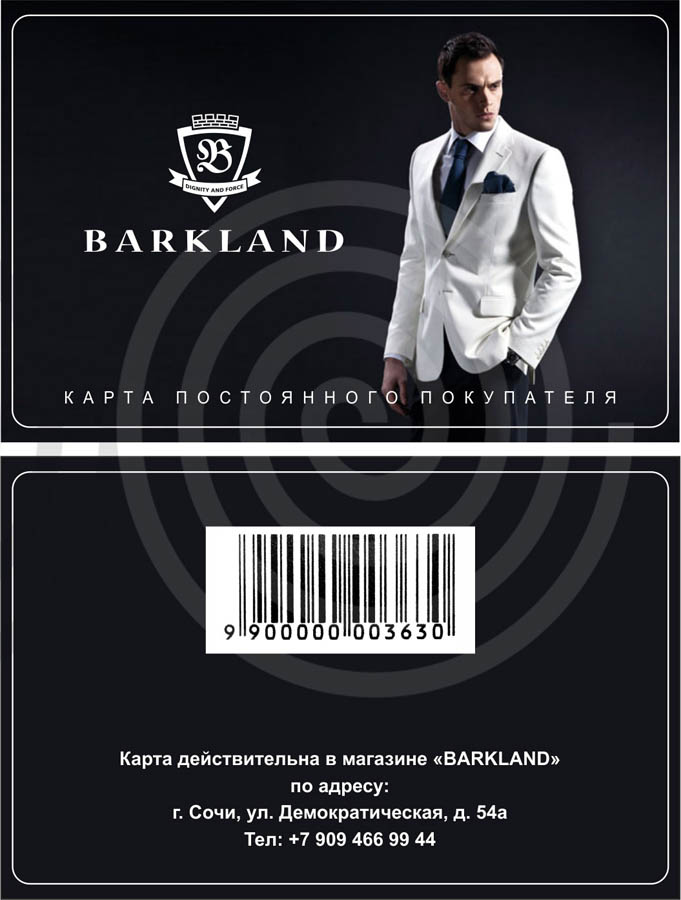 B
DIGNITY AND FORCE
BARKLAND
КАРТА ПОСТОЯННОГО ПОКУПАТЕЛЯ
9 900000 003630
Карта действительна в магазине «BARKLAND»
по адресу:
г. Сочи, ул. Демократическая, д. 54а
Тел: +7 909 466 99 44